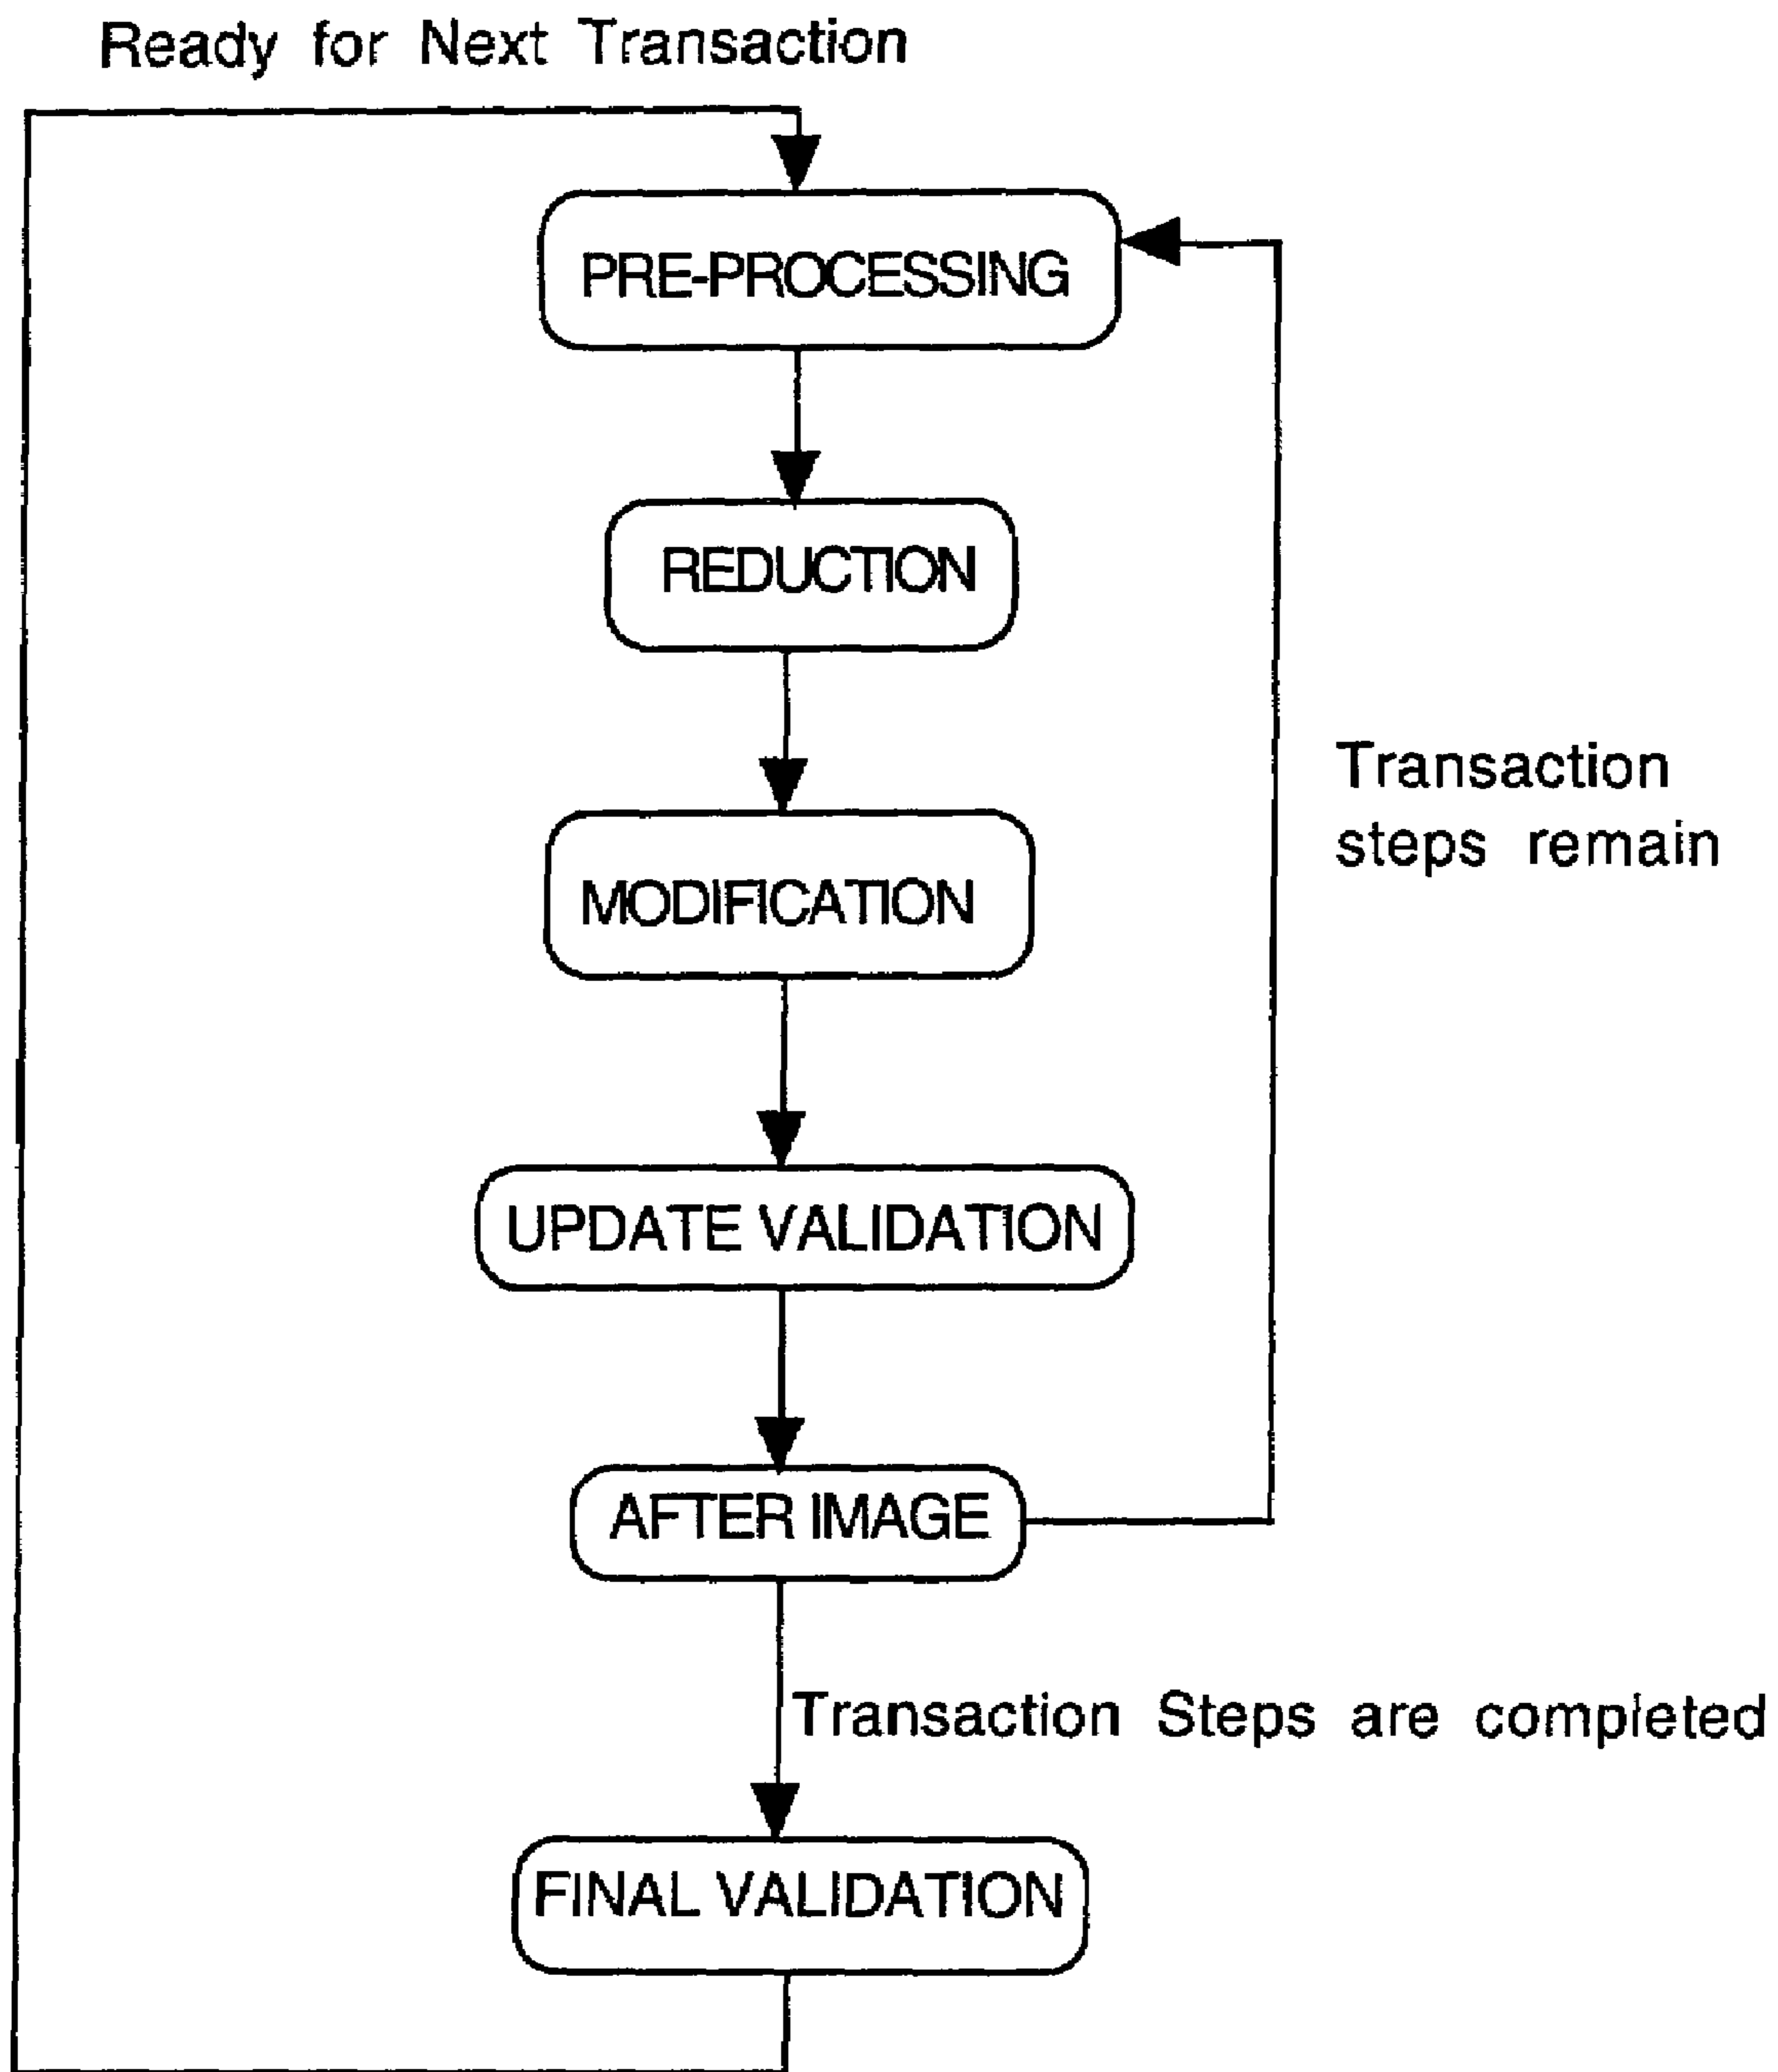 Ready for Next Transaction
PRE-PROCESSING
REDUCTION
Transaction
steps remain
MODIFICATION
UPDATE VALIDATION
AFTER IMAGE
Transaction Steps are completed
FINAL VALIDATION